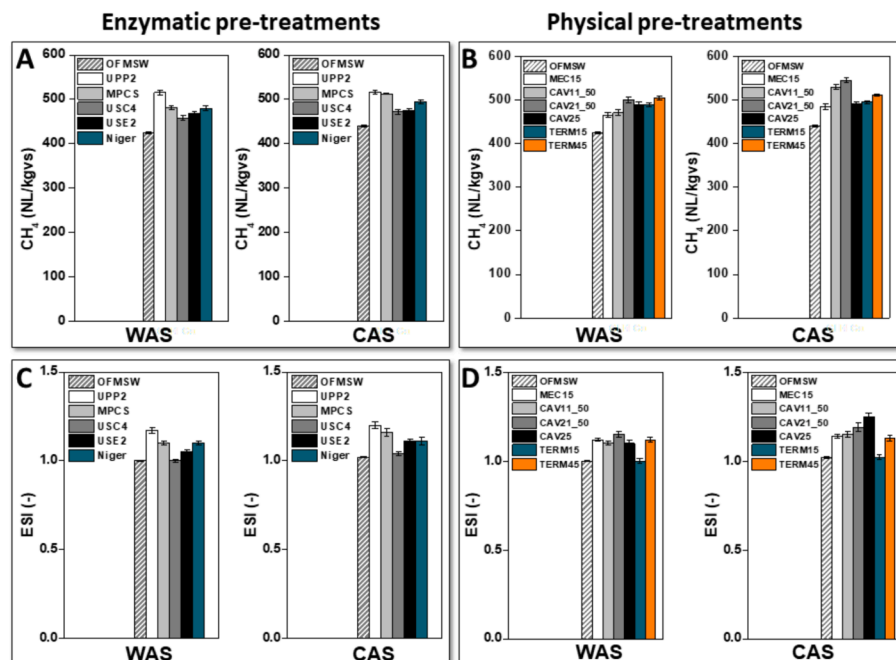 Enzymatic pre-treatments
Physical pre-treatments
A
600
500
400
300
200
100
0
CH4 (NL/kgvs)
OFMSW
UPP2
MPCS
USC4
USE2
Niger
WAS
600
500
400
300
200
100
0
CH4 (NL/kgvs)
OFMSW
UPP2
MPCS
USC4
USE2
Niger
CAS
B
600
500
400
300
200
100
0
CH4 (NL/kgvs)
OFMSW
MEC15
CAV11_50
CAV21_50
CAV25
TERM15
TERM45
WAS
600
500
400
300
200
100
0
CH4 (NL/kgvs)
OFMSW
MEC15
CAV11_50
CAV21_50
CAV25
TERM15
TERM45
CAS
C
1.5
1.0
0.5
0.0
ESI (-)
OFMSW
UPP2
MPCS
USC4
USE2
Niger
WAS
1.5
1.0
0.5
0.0
ESI (-)
OFMSW
UPP2
MPCS
USC4
USE2
Niger
CAS
D
1.5
1.0
0.5
0.0
ESI (-)
OFMSW
MEC15
CAV11_50
CAV21_50
CAV25
TERM15
TERM45
WAS
1.5
1.0
0.5
0.0
ESI (-)
OFMSW
MEC15
CAV11_50
CAV21_50
CAV25
TERM15
TERM45
CAS